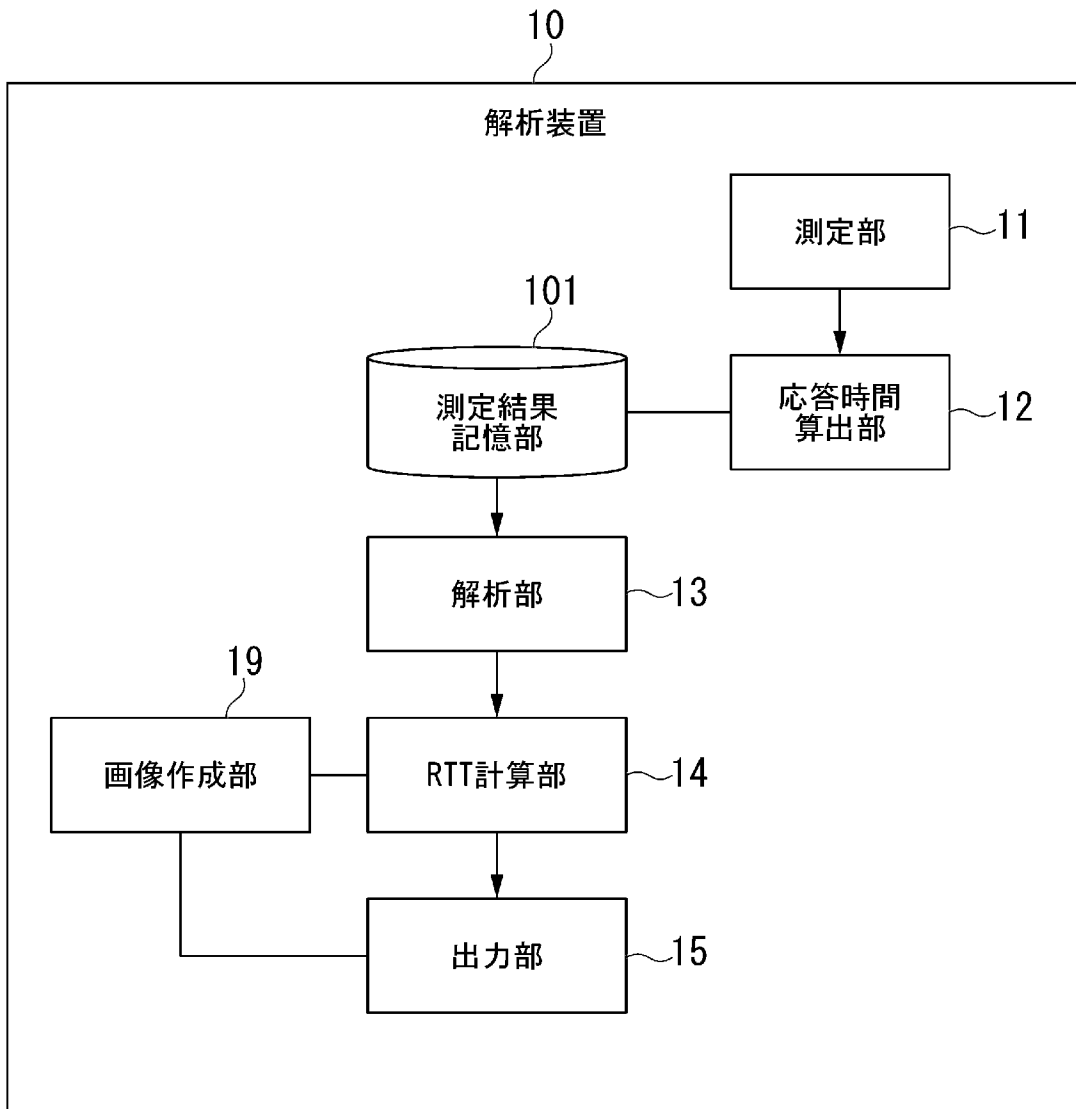 10
解析装置
測定部
11
101
測定結果
記憶部
応答時間
算出部
12
解析部
13
19
画像作成部
RTT計算部
14
出力部
15